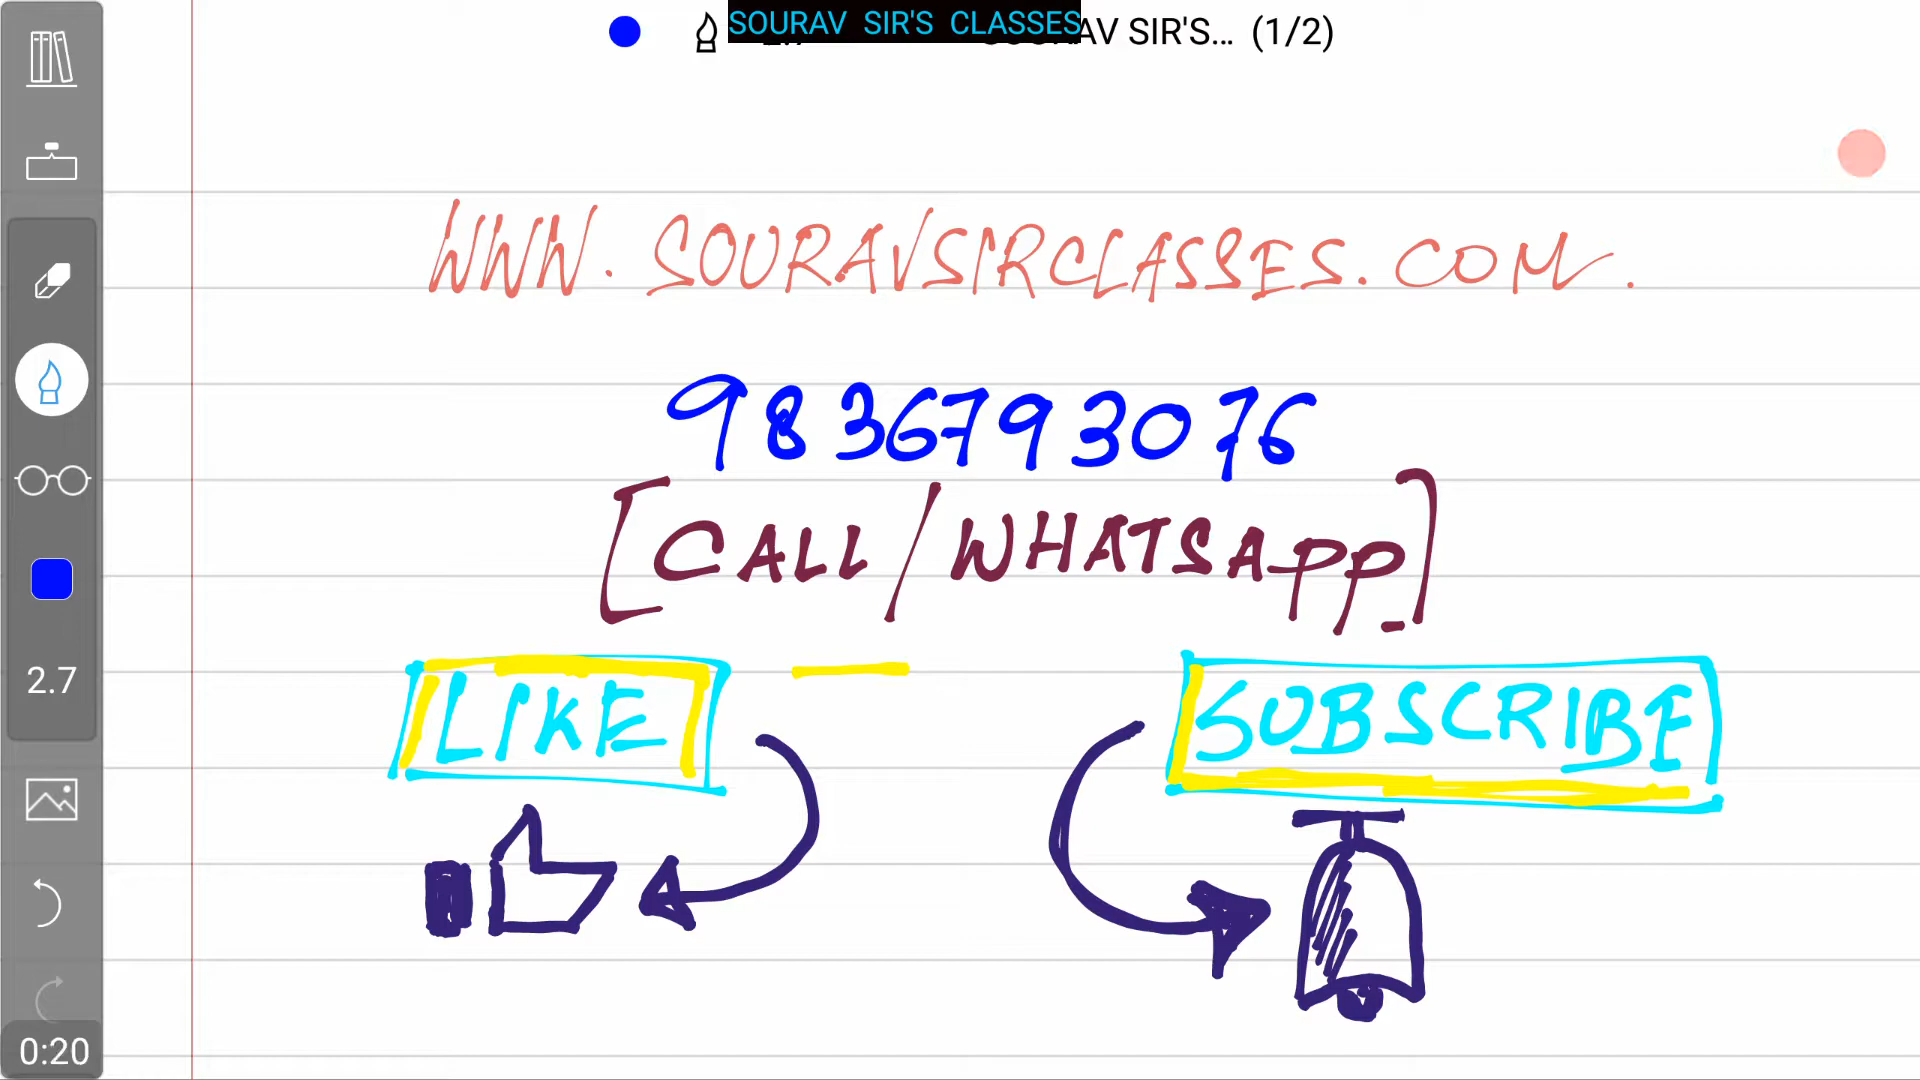 SOURAV SIR'S CLASSES
AV SIR'S... (1/2)
WWW.SOURAVSIRCLASSES.COM.
9836793076
[CALL/WHATSAPP]
LIKE
SUBSCRIBE
2.7
0:20